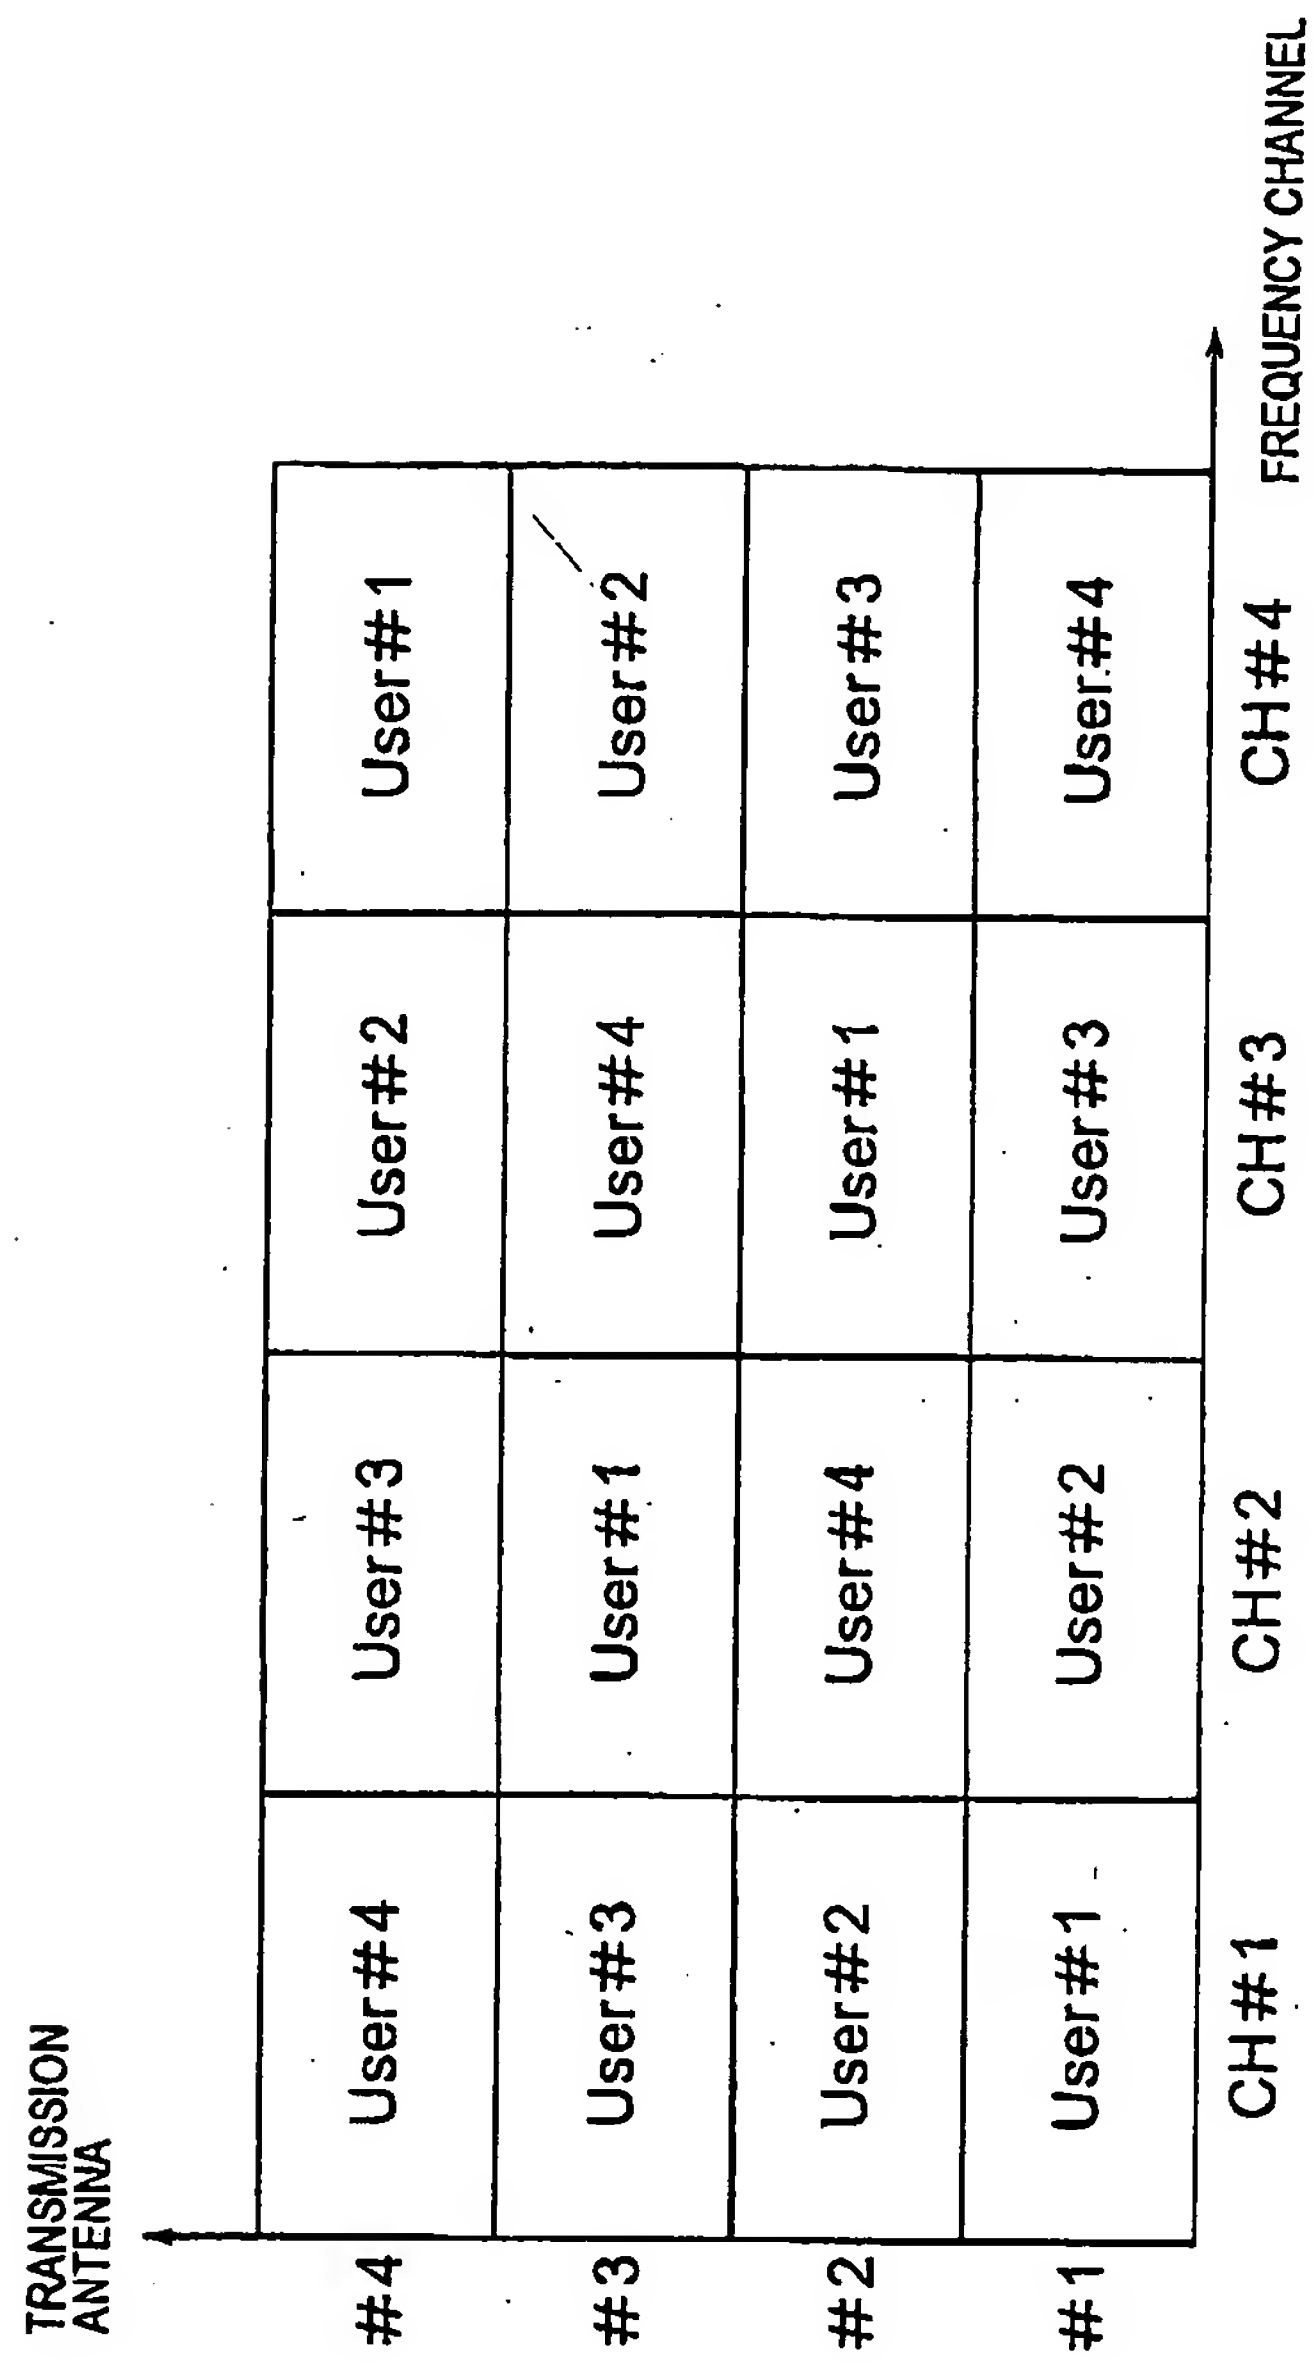 TRANSMISSION
ANTENNA
#4 User#4 User#3 User#2 User#1
#3 User#3 User#1 User#4 User#2
#2 User#2 User#4 User#1 User#3
#1 User#1 User#2 User#3 User#4
CH#1 CH#2 CH#3 CH#4
FREQUENCY CHANNEL